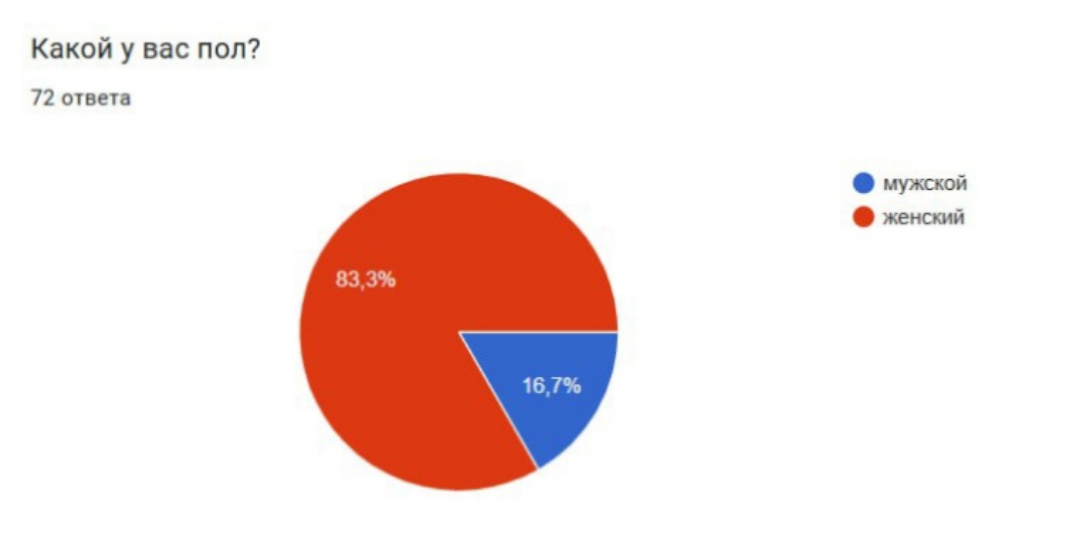 Какой у вас пол?
72 ответа
мужской
женский
83,3%
16,7%